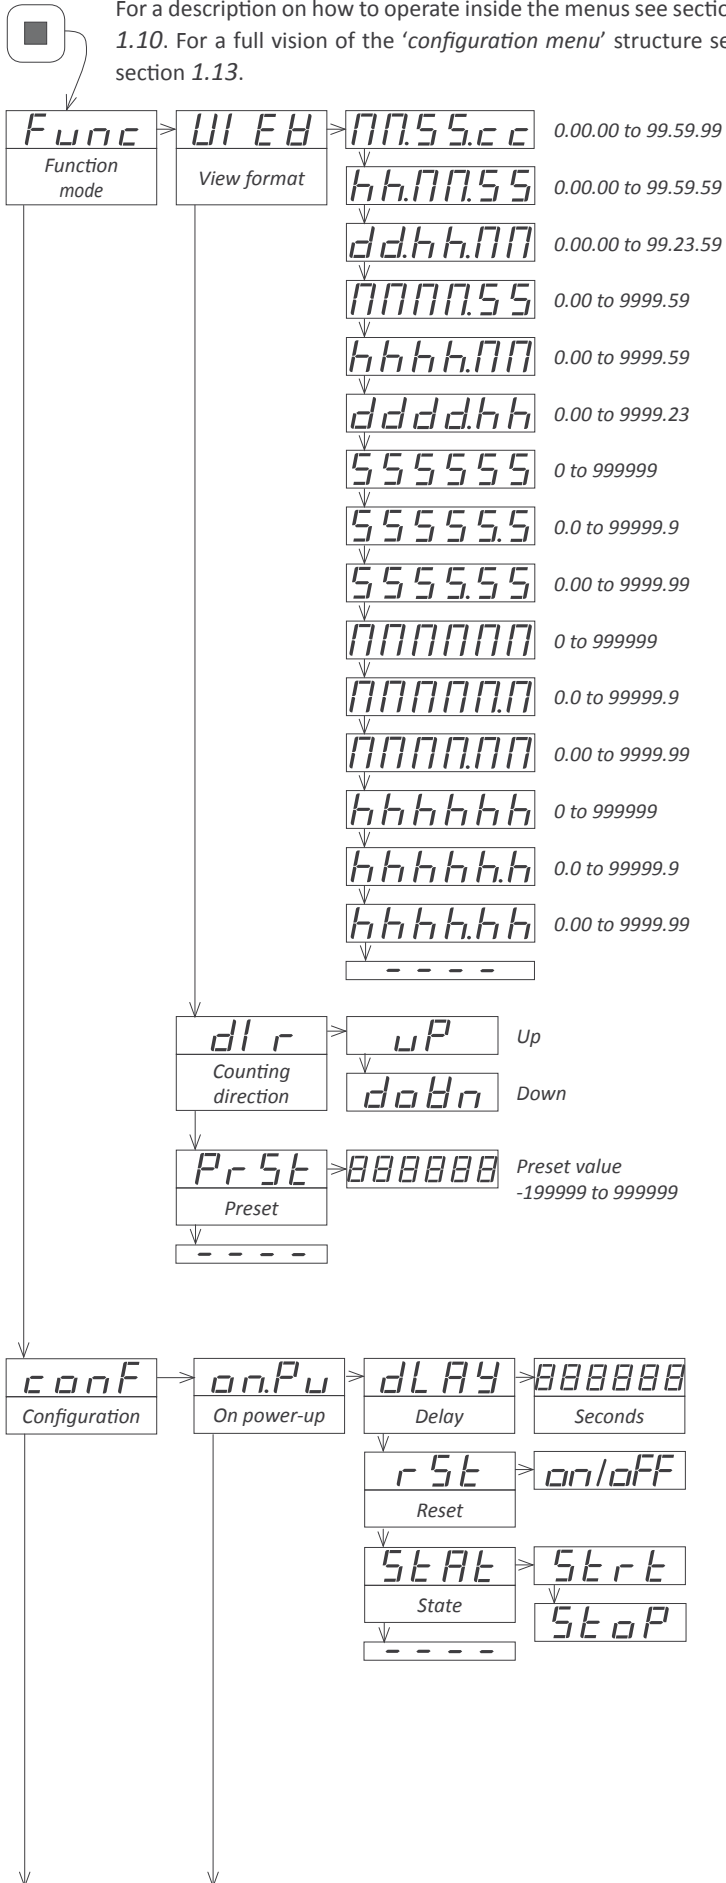 For a description on how to operate inside the menus see
1.10. For a full vision of the ‘configuration menu’ structure
section 1.13.
Func
Function
mode
VIEW
View format
MM.SS.cc 0.00.00 to 99.59.99
hh.MM.SS 0.00.00 to 99.59.59
dd.hh.MM 0.00.00 to 99.23.59
MMMM.SS 0.00 to 9999.59
hhhh.MM 0.00 to 9999.59
dddd.hh 0.00 to 9999.23
SSSSSS 0 to 999999
SSSSS.S 0.0 to 99999.9
SSSS.SS 0.00 to 9999.99
MMMMMM 0 to 999999
MMMMM.M 0.0 to 99999.9
MMMM.MM 0.00 to 9999.99
hhhhhh 0 to 999999
hhhhh.h 0.0 to 99999.9
hhhh.hh 0.00 to 9999.99
- - - -
dIr
Counting
direction
uP Up
doWn Down
PrSt
Preset
888888 Preset value
-199999 to 999999
- - - -
conF
Configuration
on.Pu
On power-up
dLAY
Delay
888888
Seconds
rSt
Reset
on/oFF
StAt
State
Strt
StoP
- - - -